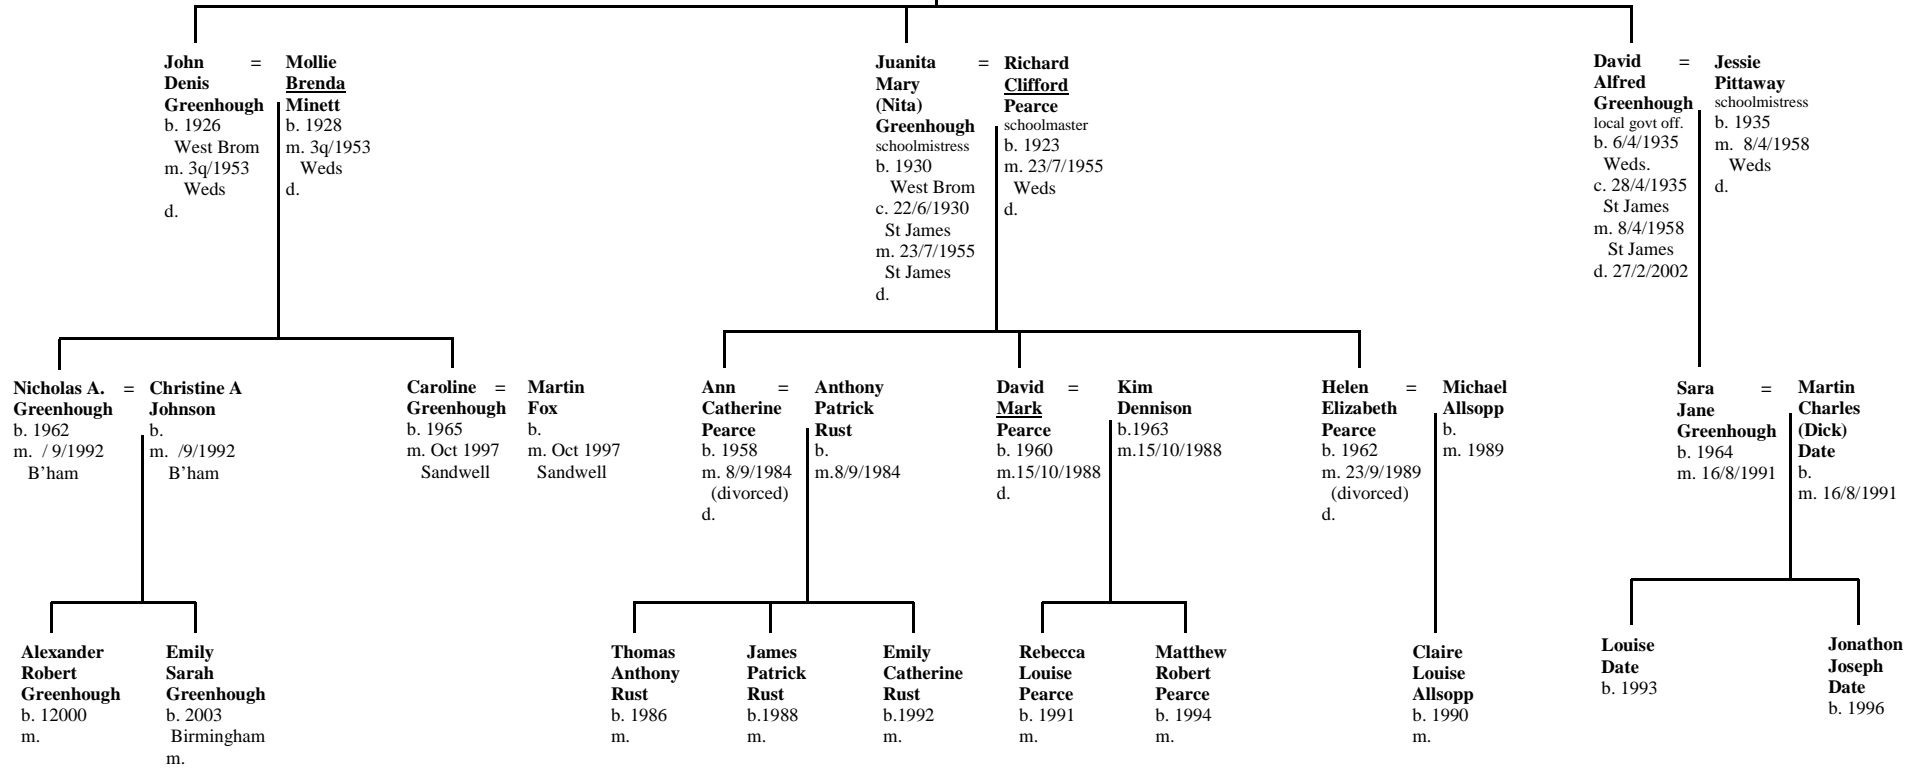 John = Mollie
Denis Brenda
Greenhough Minett
b. 1926 b. 1928
West Brom m. 3q/1953
m. 3q/1953 Weds
Weds d.
d.
Juanita = Richard
Mary Clifford
(Nita) Pearce
Greenhough schoolmaster
schoolmistress b. 1923
b. 1930 m. 23/7/1955
West Brom Weds
c. 22/6/1930 d.
St James
m. 23/7/1955
St James
d.
David = Jessie
Alfred Pittaway
Greenhough schoolmistress
local govt off. b. 1935
b. 6/4/1935 m. 8/4/1958
Weds. Weds
c. 28/4/1935 d.
St James
m. 8/4/1958
St James
d. 27/2/2002
Nicholas A. = Christine A
Greenhough Johnson
b. 1962 b.
m. / 9/1992 m. /9/1992
B'ham B'ham
Caroline = Martin
Greenhough Fox
b. 1965 b.
m. Oct 1997 m. Oct 1997
Sandwell Sandwell
Ann = Anthony
Catherine Patrick
Pearce Rust
b. 1958 b.
m. 8/9/1984 m.8/9/1984
(divorced)
d.
David = Kim
Mark Dennison
Pearce b.1963
b. 1960 m.15/10/1988
m.15/10/1988
d.
Helen = Michael
Elizabeth Allsopp
Pearce b.
b. 1962 m. 1989
m. 23/9/1989
(divorced)
d.
Sara = Martin
Jane Charles
Greenhough (Dick)
b. 1964 Date
m. 16/8/1991 b.
m. 16/8/1991
Alexander
Robert
Greenhough
b. 12000
m.
Emily
Sarah
Greenhough
b. 2003
Birmingham
m.
Thomas
Anthony
Rust
b. 1986
m.
James
Patrick
Rust
b.1988
m.
Emily
Catherine
Rust
b.1992
m.
Rebecca
Louise
Pearce
b. 1991
m.
Matthew
Robert
Pearce
b. 1994
m.
Claire
Louise
Allsopp
b. 1990
m.
Louise
Date
b. 1993
Jonathon
Joseph
Date
b. 1996